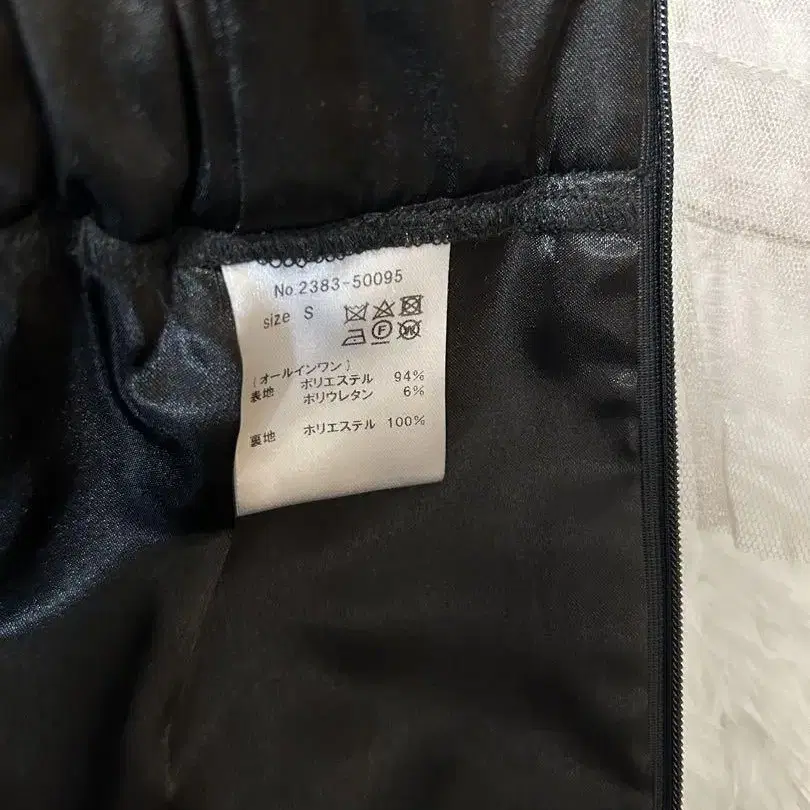 No.2383-50095
size S
(オールインワン)
表地 ポリエステル 94%
ポリウレタン 6%
裏地 ポリエステル 100%